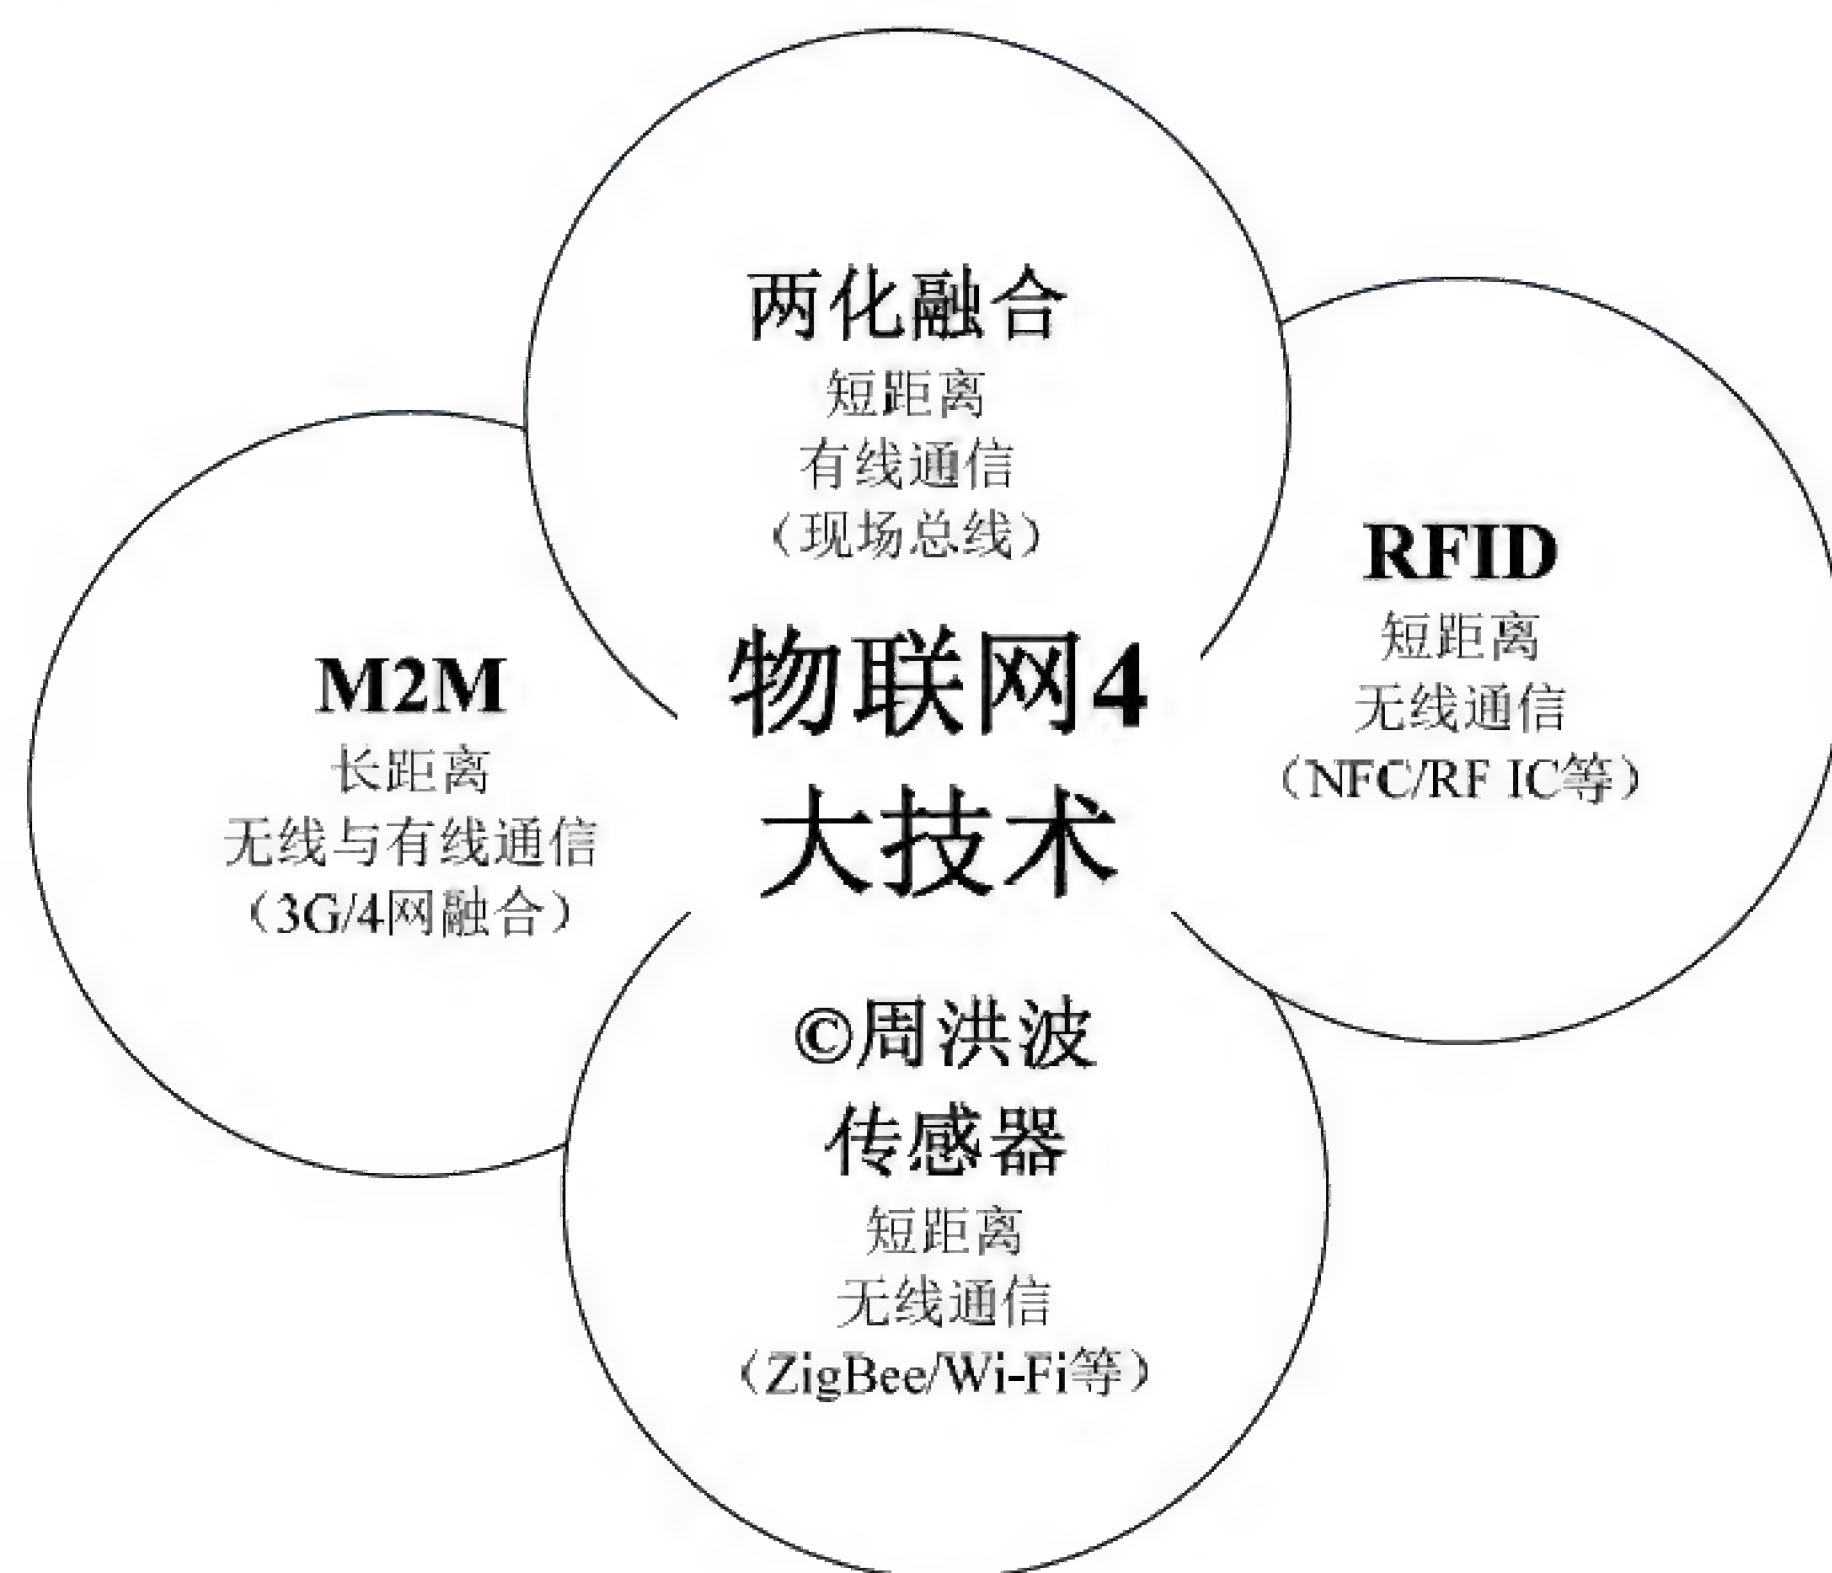 两化融合
短距离
有线通信
（现场总线）
RFID
短距离
无线通信
（NFC/RF IC等）
M2M
长距离
无线与有线通信
（3G/4网融合）
物联网4
大技术
©周洪波
传感器
短距离
无线通信
（ZigBee/Wi-Fi等）